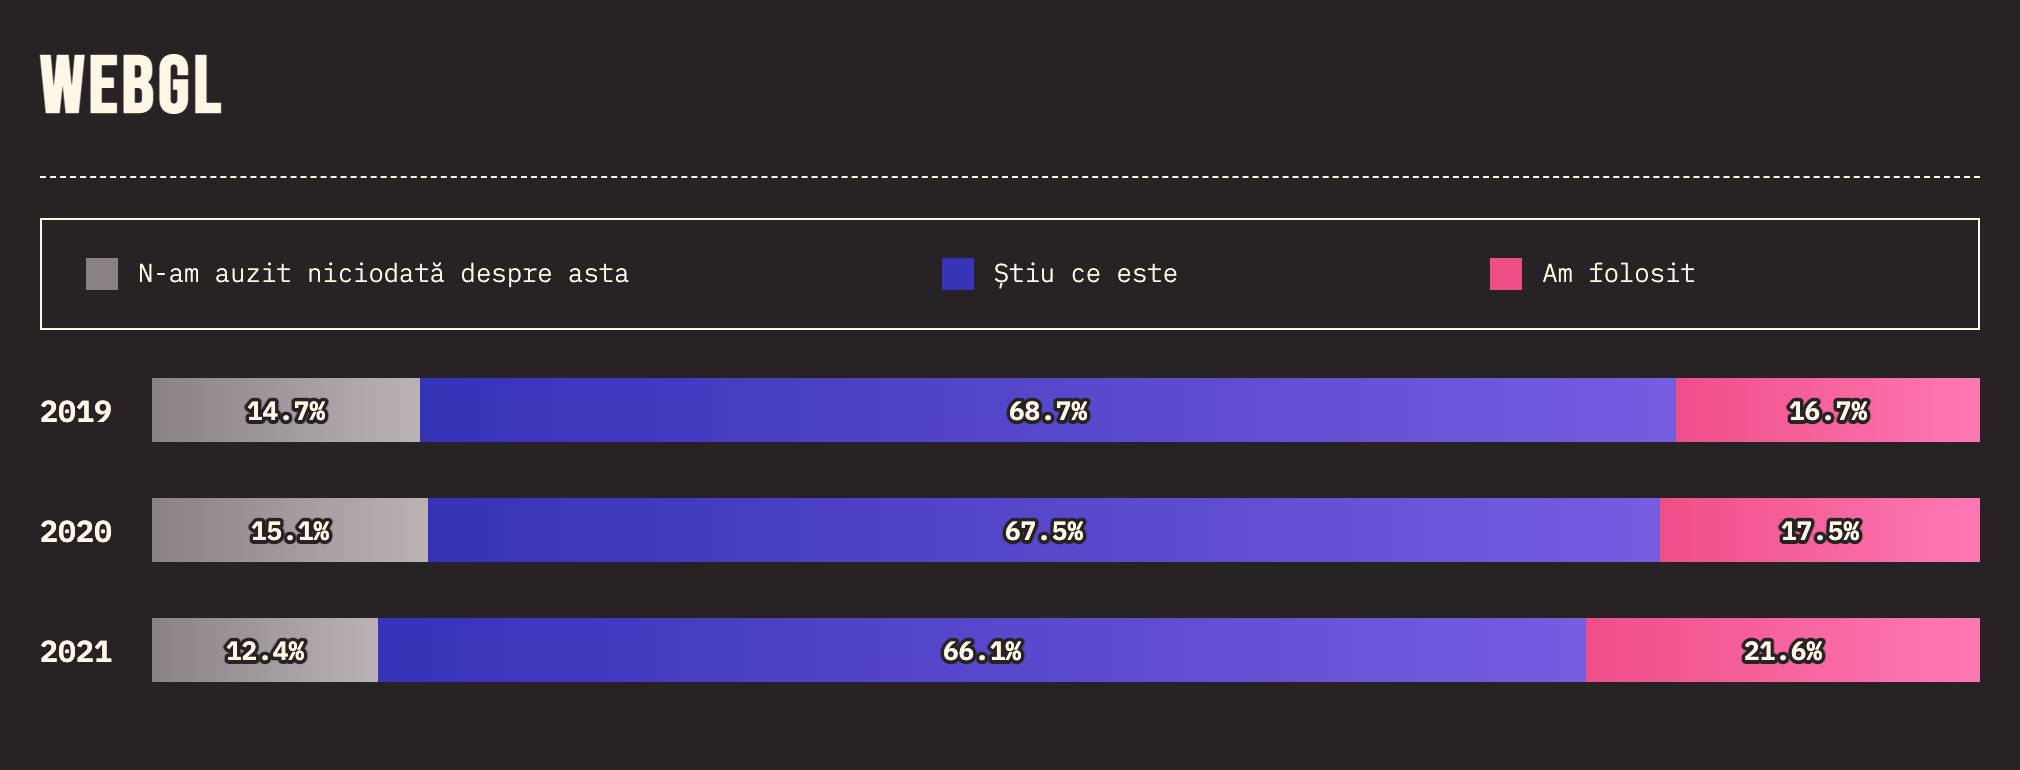 WEBGL
N-am auzit niciodată despre asta Știu ce este Am folosit
2019 14.7% 68.7% 16.7%
2020 15.1% 67.5% 17.5%
2021 12.4% 66.1% 21.6%